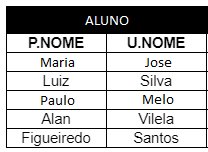 ALUNO
P.NOME U.NOME
Maria Jose
Luiz Silva
Paulo Melo
Alan Vilela
Figueiredo Santos